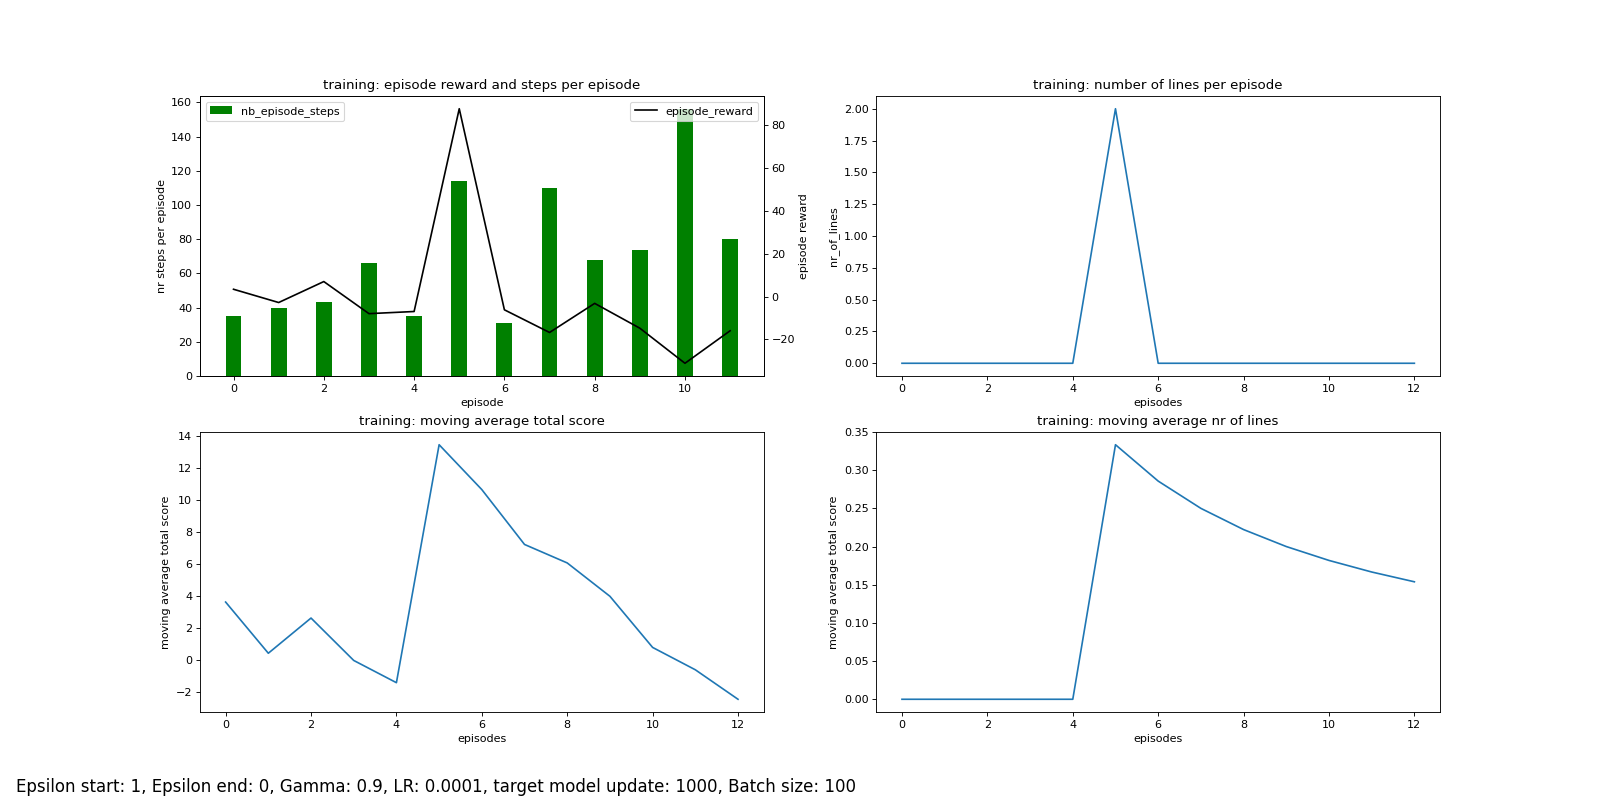 training: episode reward and steps per episode
nb_episode_steps
episode_reward
160
140
120
100
80
60
40
20
0
nr steps per episode
80
60
40
20
0
−20
episode reward
0 2 4 6 8 10
episode
training: number of lines per episode
2.00
1.75
1.50
1.25
1.00
0.75
0.50
0.25
0.00
nr_of_lines
0 2 4 6 8 10 12
episodes
training: moving average total score
14
12
10
8
6
4
2
0
−2
moving average total score
0 2 4 6 8 10 12
episodes
training: moving average nr of lines
0.35
0.30
0.25
0.20
0.15
0.10
0.05
0.00
moving average total score
0 2 4 6 8 10 12
episodes
Epsilon start: 1, Epsilon end: 0, Gamma: 0.9, LR: 0.0001, target model update: 1000, Batch size: 100